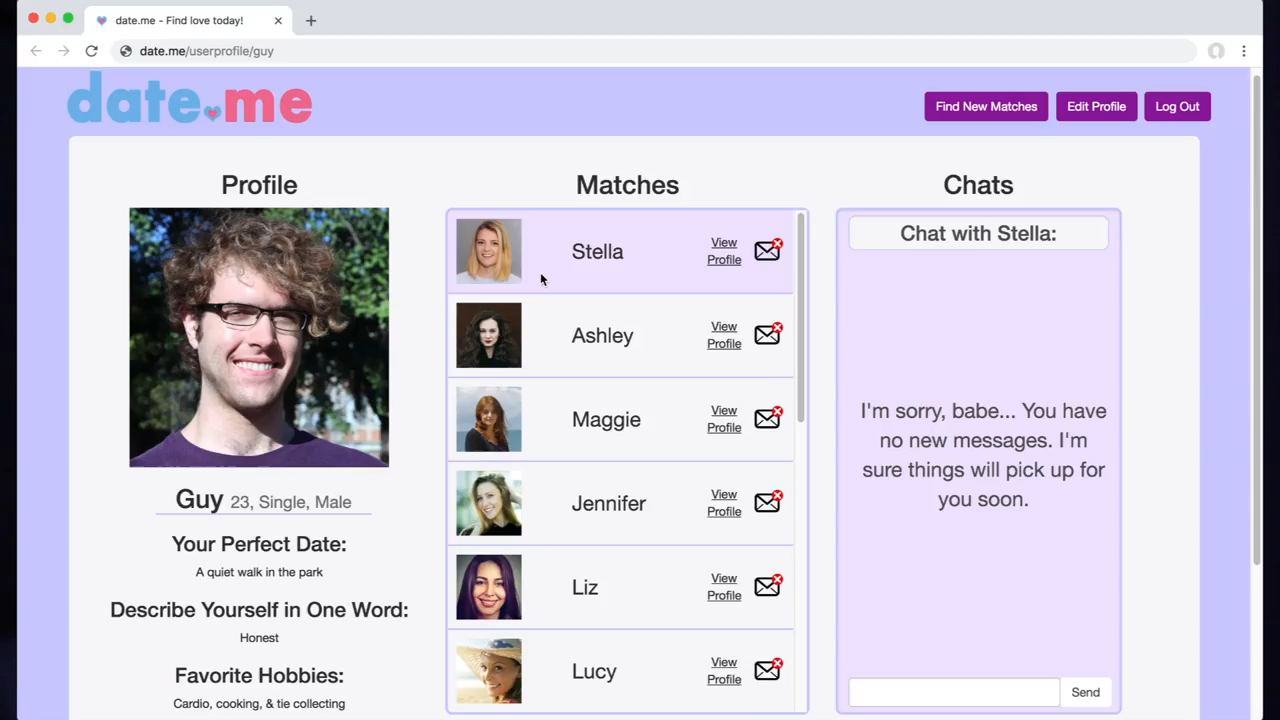 date.me - Find love today!
date.me/userprofile/guy
date.me
Find New Matches
Edit Profile
Log Out
Profile
Guy 23, Single, Male
Your Perfect Date:
A quiet walk in the park
Describe Yourself in One Word:
Honest
Favorite Hobbies:
Cardio, cooking, & tie collecting
Matches
Stella
View
Profile
Ashley
View
Profile
Maggie
View
Profile
Jennifer
View
Profile
Liz
View
Profile
Lucy
View
Profile
Chats
Chat with Stella:
I'm sorry, babe... You have
no new messages. I'm
sure things will pick up for
you soon.
Send